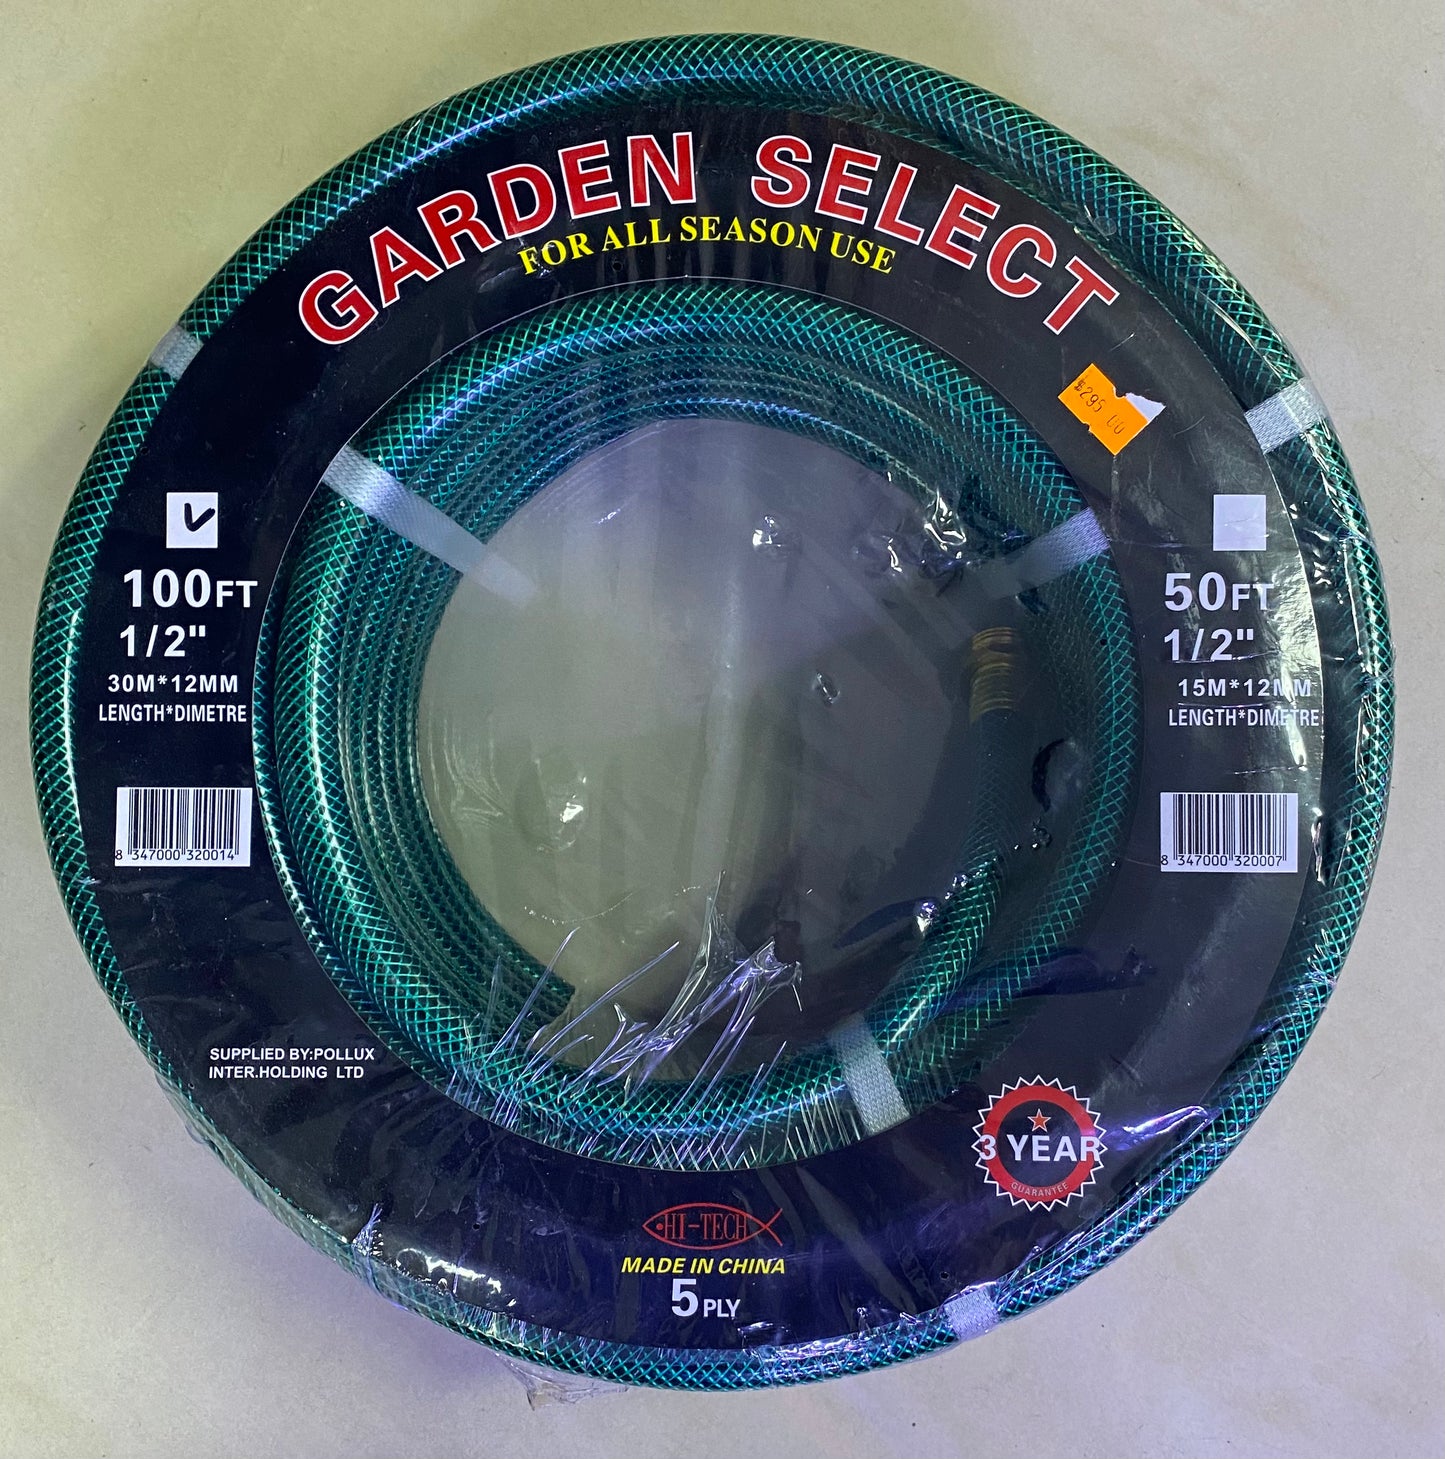 GARDEN SELECT
FOR ALL SEASON USE
$295.00
100FT
1/2"
30M*12MM
LENGTH*DIMETRE
8 347000 320014
50FT
1/2"
15M*12MM
LENGTH*DIMETRE
8 347000 320007
SUPPLIED BY:POLLUX
INTER.HOLDING LTD
3 YEAR
GUARANTEE
HI-TECH
MADE IN CHINA
5 PLY